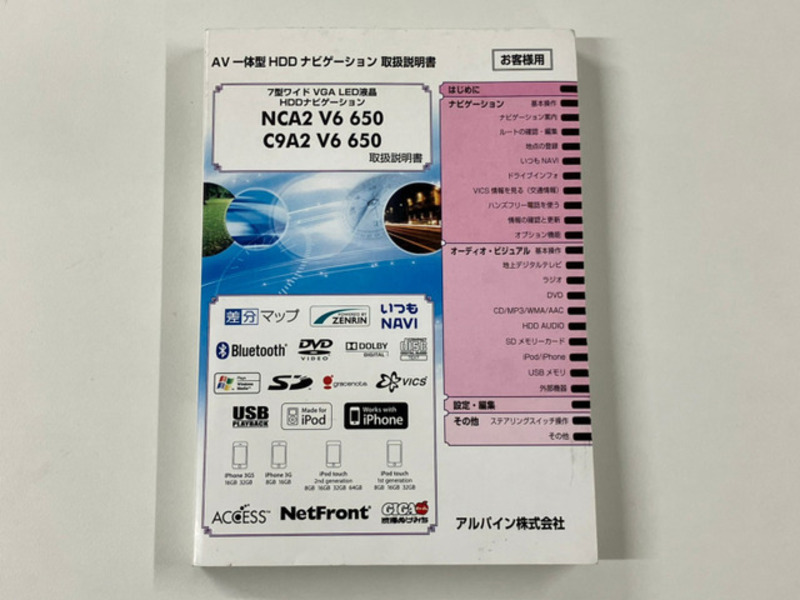 AV 一体型 HDD ナビゲーション 取扱説明書
お客様用
7型ワイド VGA LED液晶
HDDナビゲーション
NCA2 V6 650
C9A2 V6 650
取扱説明書
はじめに
ナビゲーション 基本操作
ナビゲーション案内
ルートの確認・編集
地点の登録
いつもNAVI
ドライブインフォ
VICS 情報を見る（交通情報）
ハンズフリー電話を使う
情報の確認と更新
オプション機能
オーディオ・ビジュアル 基本操作
地上デジタルテレビ
ラジオ
DVD
CD/MP3/WMA/AAC
HDD AUDIO
SD メモリーカード
iPod/iPhone
USB メモリ
外部機器
設定・編集
その他 ステアリングスイッチ操作
その他
差分マップ
POWERED BY
ZENRIN
いつも
NAVI
Bluetooth
DVD
VIDEO
DOLBY
DIGITAL
disc
Plays
Windows
Media
SD
gracenote
VICS
USB
PLAYBACK
Made for
iPod
Works with
iPhone
iPhone 3GS
16GB 32GB
iPhone 3G
8GB 16GB
iPod touch
2nd generation
8GB 16GB 32GB 64GB
iPod touch
1st generation
8GB 16GB 32GB
ACCESS™
NetFront
GIGA
アルパイン株式会社